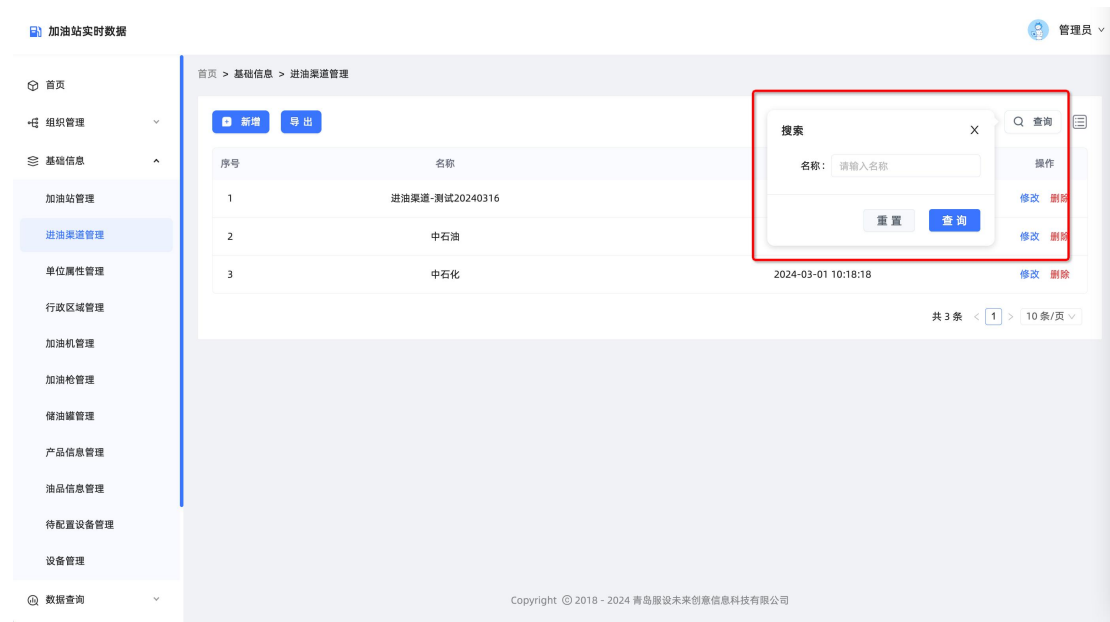 加油站实时数据
管理员
首页
组织管理
基础信息
加油站管理
进油渠道管理
单位属性管理
行政区域管理
加油机管理
加油枪管理
储油罐管理
产品信息管理
油品信息管理
待配置设备管理
设备管理
数据查询
首页 > 基础信息 > 进油渠道管理
新增 导出
查询
搜索 X
名称: 请输入名称
重置 查询
序号 名称 操作
1 进油渠道-测试20240316 修改 删除
2 中石油 修改 删除
3 中石化 2024-03-01 10:18:18 修改 删除
共 3 条 < 1 > 10 条/页
Copyright © 2018 - 2024 青岛服设未来创意信息科技有限公司